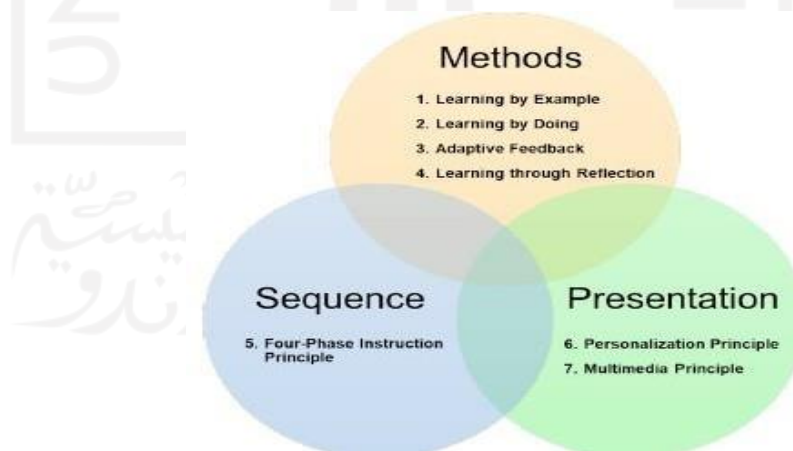 Methods
1. Learning by Example
2. Learning by Doing
3. Adaptive Feedback
4. Learning through Reflection
Sequence
5. Four-Phase Instruction
Principle
Presentation
6. Personalization Principle
7. Multimedia Principle